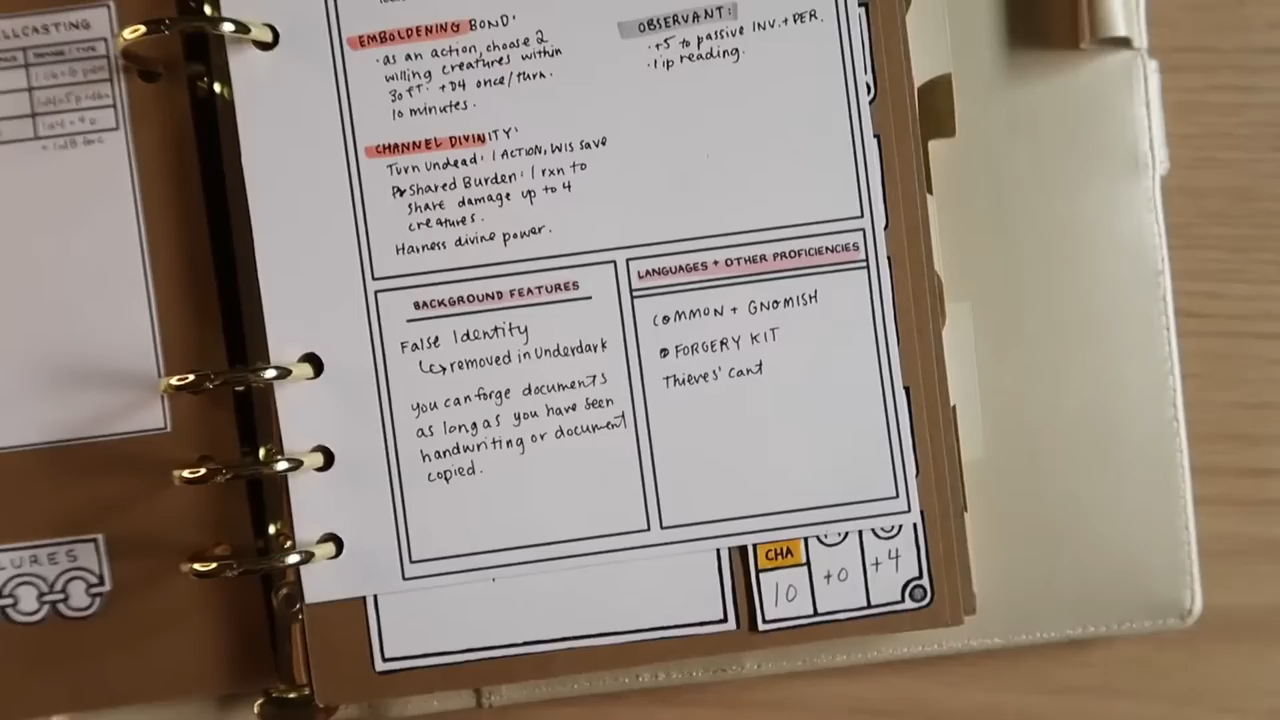 LLCASTING
EMBOLDENING BOND:
• as an action, choose 2
willing creatures within
30 ft: +D4 once/turn.
10 minutes.
CHANNEL DIVINITY:
Turn Undead: 1 ACTION, WIS save
Shared Burden: 1 rxn to
share damage up to 4
creatures.
Harness divine power.
OBSERVANT:
• +5 to passive INV. + PER.
• lip reading.
BACKGROUND FEATURES
False Identity
↳ removed in Underdark
you can forge documents
as long as you have seen
handwriting or document
copied.
LANGUAGES + OTHER PROFICIENCIES
COMMON + GNOMISH
FORGERY KIT
Thieves' cant
LURES
CHA
10 +0 +4